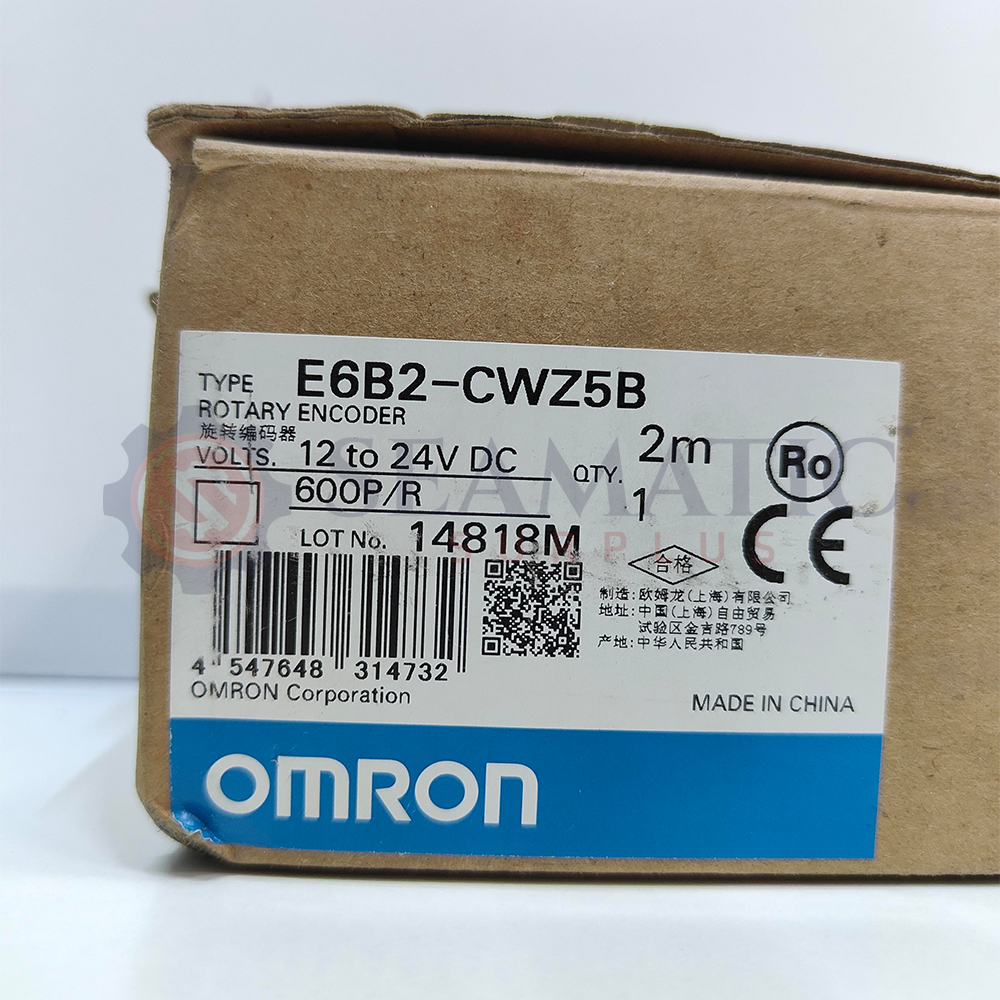 TYPE E6B2-CWZ5B
ROTARY ENCODER
旋转编码器
VOLTS. 12 to 24V DC 2m
600P/R QTY. 1
Ro
LOT No. 14818M
CE
合格
SEAMATIC
SURPLUS
制造: 欧姆龙(上海)有限公司
地址: 中国(上海)自由贸易
试验区金吉路789号
产地: 中华人民共和国
4 547648 314732
OMRON Corporation
MADE IN CHINA
OMRON